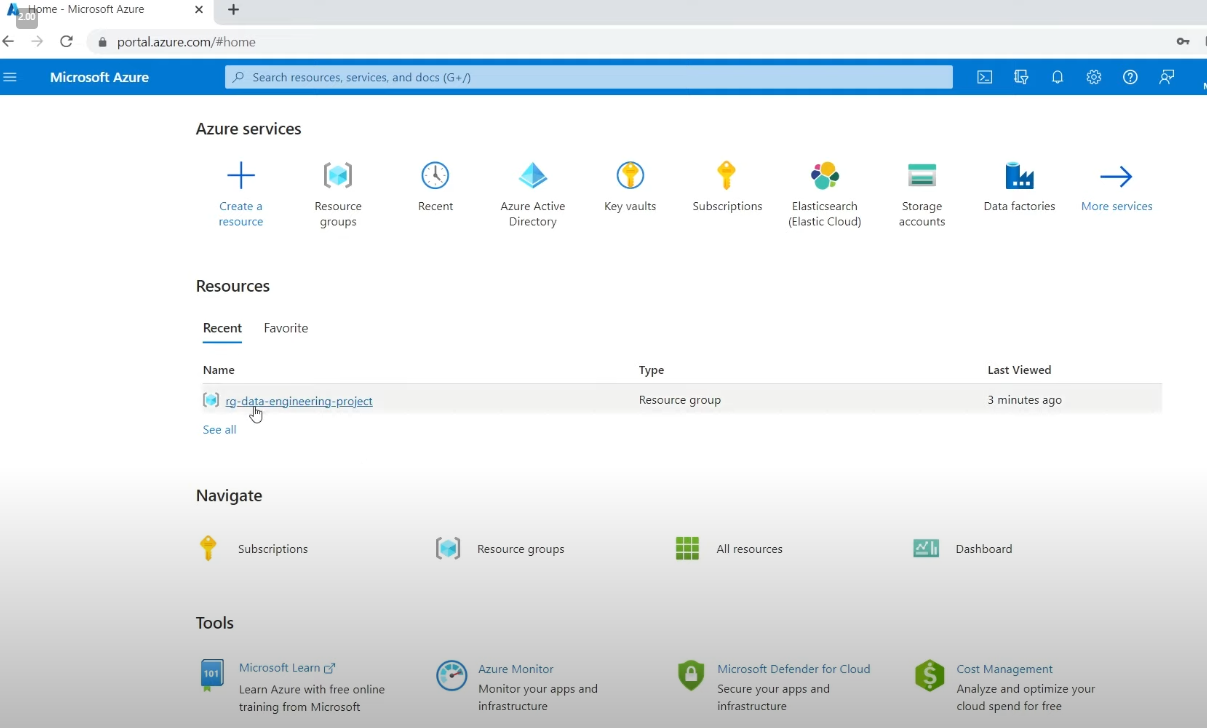 Home - Microsoft Azure
2.00
portal.azure.com/#home
Microsoft Azure
Search resources, services, and docs (G+/)
Azure services
Create a
resource
Resource
groups
Recent
Azure Active
Directory
Key vaults
Subscriptions
Elasticsearch
(Elastic Cloud)
Storage
accounts
Data factories
More services
Resources
Recent Favorite
Name Type Last Viewed
rg-data-engineering-project Resource group 3 minutes ago
See all
Navigate
Subscriptions Resource groups All resources Dashboard
Tools
101
Microsoft Learn
Learn Azure with free online
training from Microsoft
Azure Monitor
Monitor your apps and
infrastructure
Microsoft Defender for Cloud
Secure your apps and
infrastructure
Cost Management
Analyze and optimize your
cloud spend for free